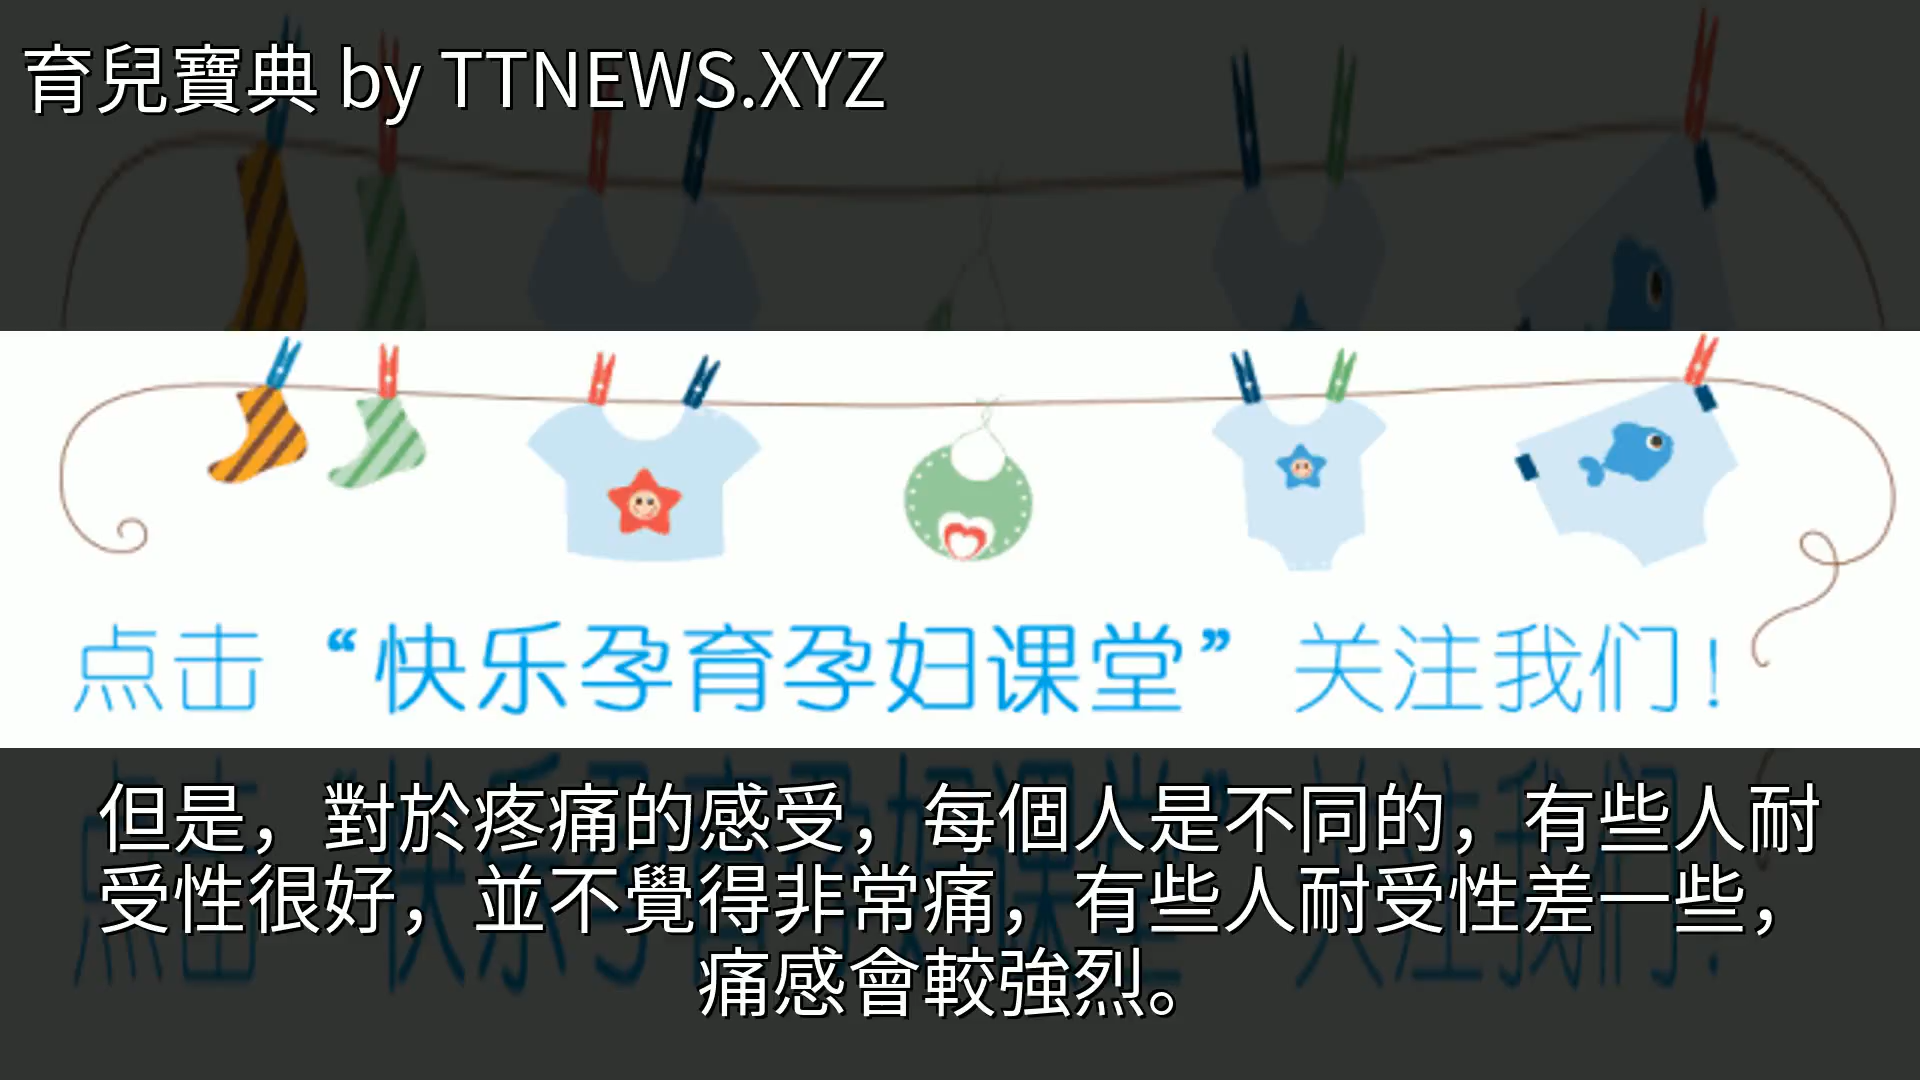 育兒寶典 by TTNEWS.XYZ
点击“快乐孕育孕妇课堂”关注我们!
但是，對於疼痛的感受，每個人是不同的，有些人耐
受性很好，並不覺得非常痛，有些人耐受性差一些，
痛感會較強烈。